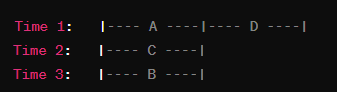 Time 1:   |---- A ----|---- D ----|
Time 2:   |---- C ----|
Time 3:   |---- B ----|